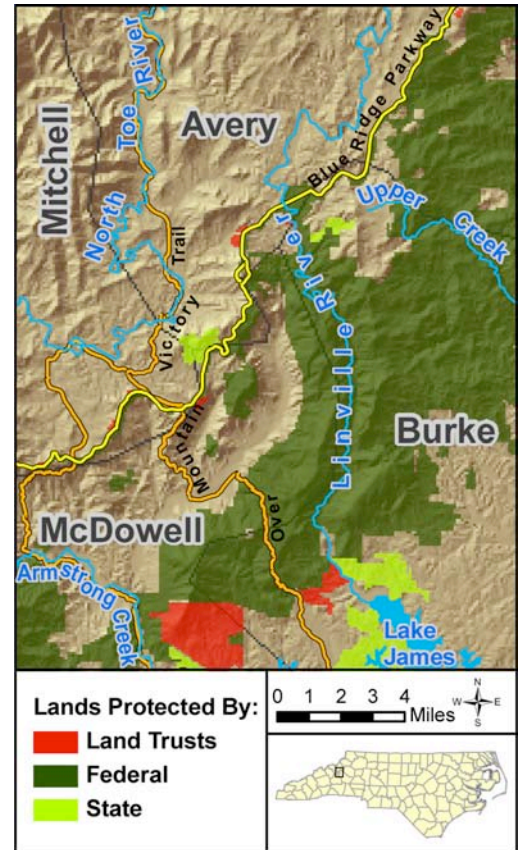 North Toe River
Avery
Blue Ridge Parkway
Mitchell
Upper Creek
Trail
Victory
Linville River
Mountain
Burke
McDowell
Over
Armstrong Creek
Lake
James
Lands Protected By:
Land Trusts
Federal
State
0 1 2 3 4
Miles
N
W E
S